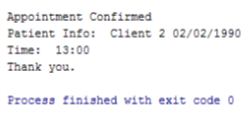 Appointment Confirmed
Patient Info:  Client 2 02/02/1990
Time:  13:00
Thank you.
Process finished with exit code 0